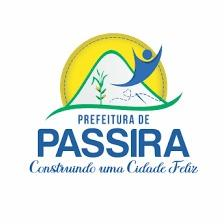 PREFEITURA DE
PASSIRA
Construindo uma Cidade Feliz